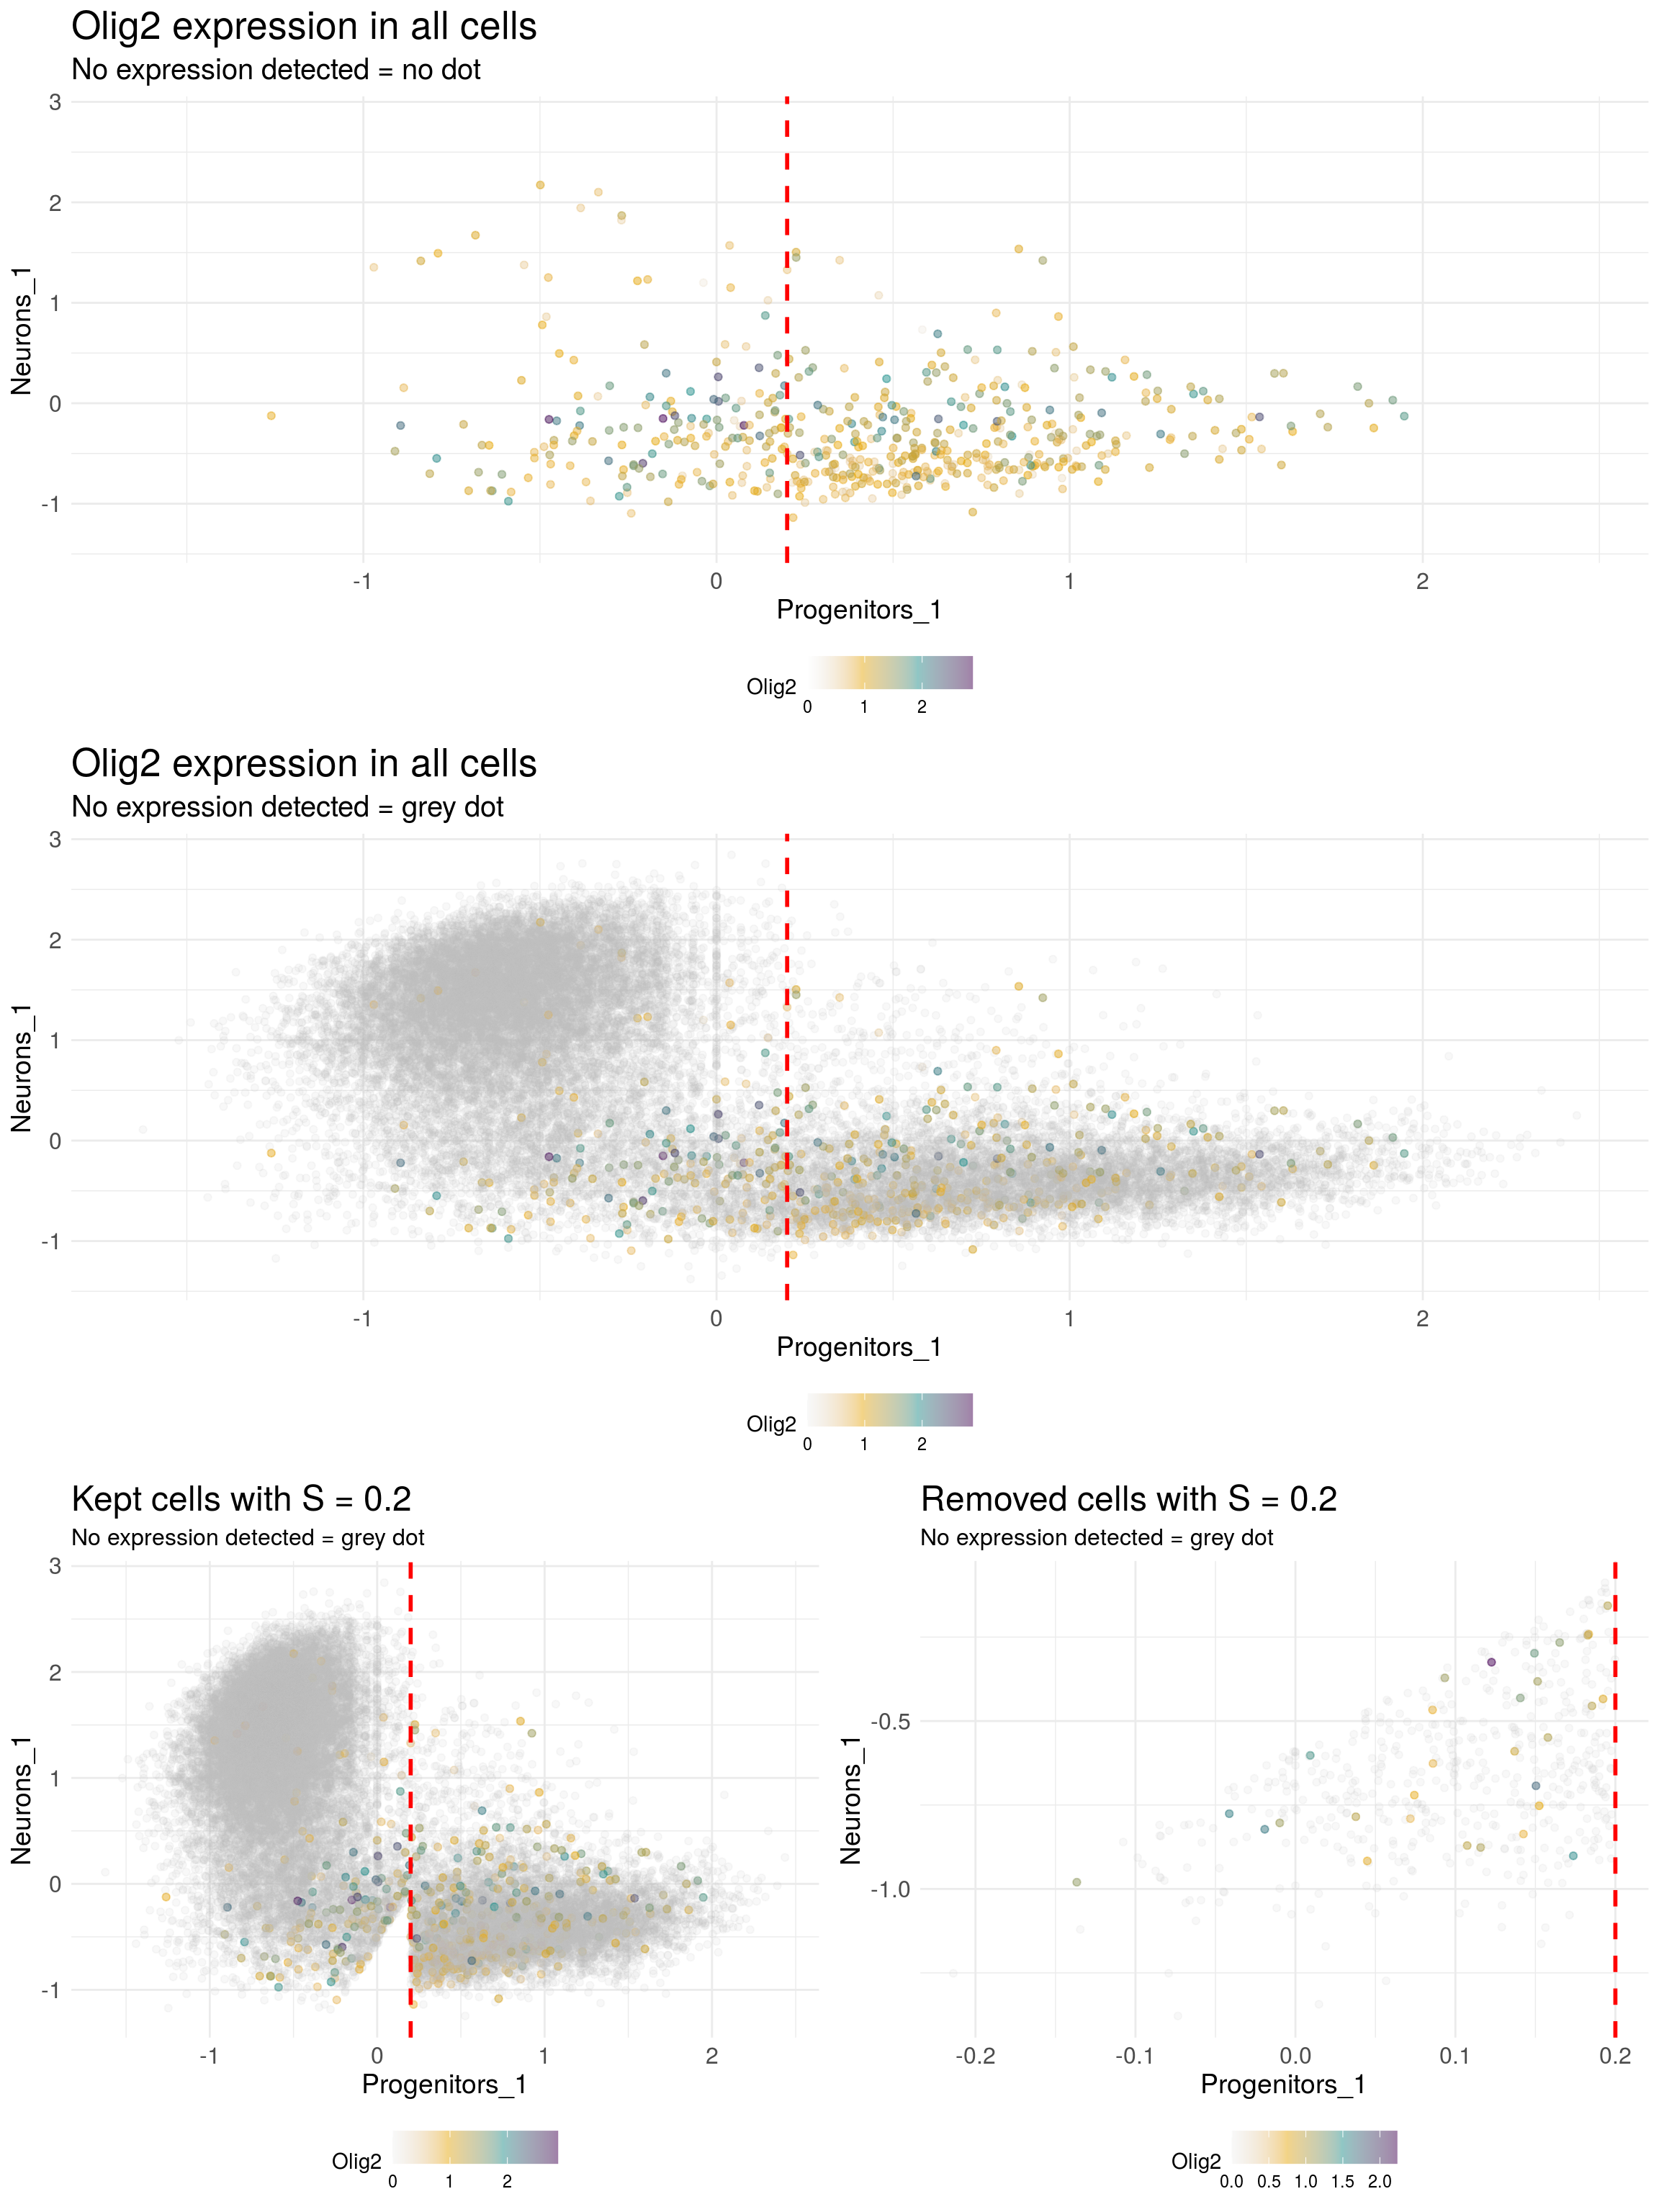 Olig2 expression in all cells
No expression detected = no dot
3
2
1
0
-1
Neurons_1
-1 0 1 2
Progenitors_1
Olig2
0 1 2
Olig2 expression in all cells
No expression detected = grey dot
3
2
1
0
-1
Neurons_1
-1 0 1 2
Progenitors_1
Olig2
0 1 2
Kept cells with S = 0.2
No expression detected = grey dot
3
2
1
0
-1
Neurons_1
-1 0 1 2
Progenitors_1
Olig2
0 1 2
Removed cells with S = 0.2
No expression detected = grey dot
-0.5
-1.0
Neurons_1
-0.2 -0.1 0.0 0.1 0.2
Progenitors_1
Olig2
0.0 0.5 1.0 1.5 2.0